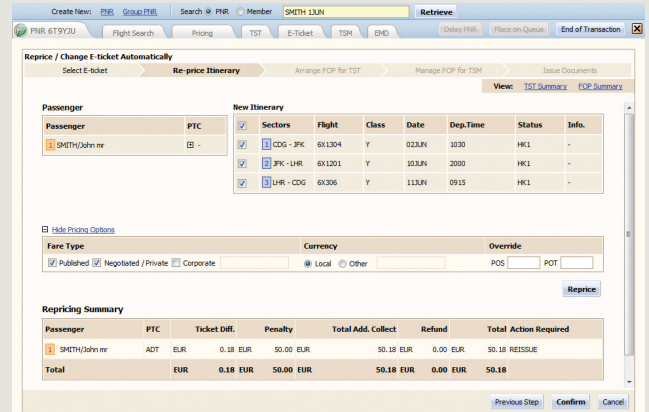 Create New: PNR Group PNR Search PNR Member SMITH 1JUN Retrieve
PNR 6T9YJU Flight Search Pricing TST E-Ticket TSM EMD Delay PNR Place on Queue End of Transaction X
Reprice / Change E-ticket Automatically
Select E-ticket Re-price Itinerary Arrange FOP for TST Manage FOP for TSM Issue Documents
View: TST Summary FOP Summary
Passenger New Itinerary
Passenger PTC Sectors Flight Class Date Dep.Time Status Info.
1 SMITH/John mr - 1 CDG - JFK 6X1304 Y 02JUN 1030 HK1 -
2 JFK - LHR 6X1201 Y 10JUN 2000 HK1 -
3 LHR - CDG 6X306 Y 11JUN 0915 HK1 -
Hide Pricing Options
Fare Type Currency Override
Published Negotiated / Private Corporate Local Other POS POT
Reprice
Repricing Summary
Passenger PTC Ticket Diff. Penalty Total Add. Collect Refund Total Action Required
1 SMITH/John mr ADT EUR 0.18 EUR 50.00 EUR 50.18 EUR 0.00 EUR 50.18 REISSUE
Total EUR 0.18 EUR 50.00 EUR 50.18 EUR 0.00 EUR 50.18
Previous Step Confirm Cancel